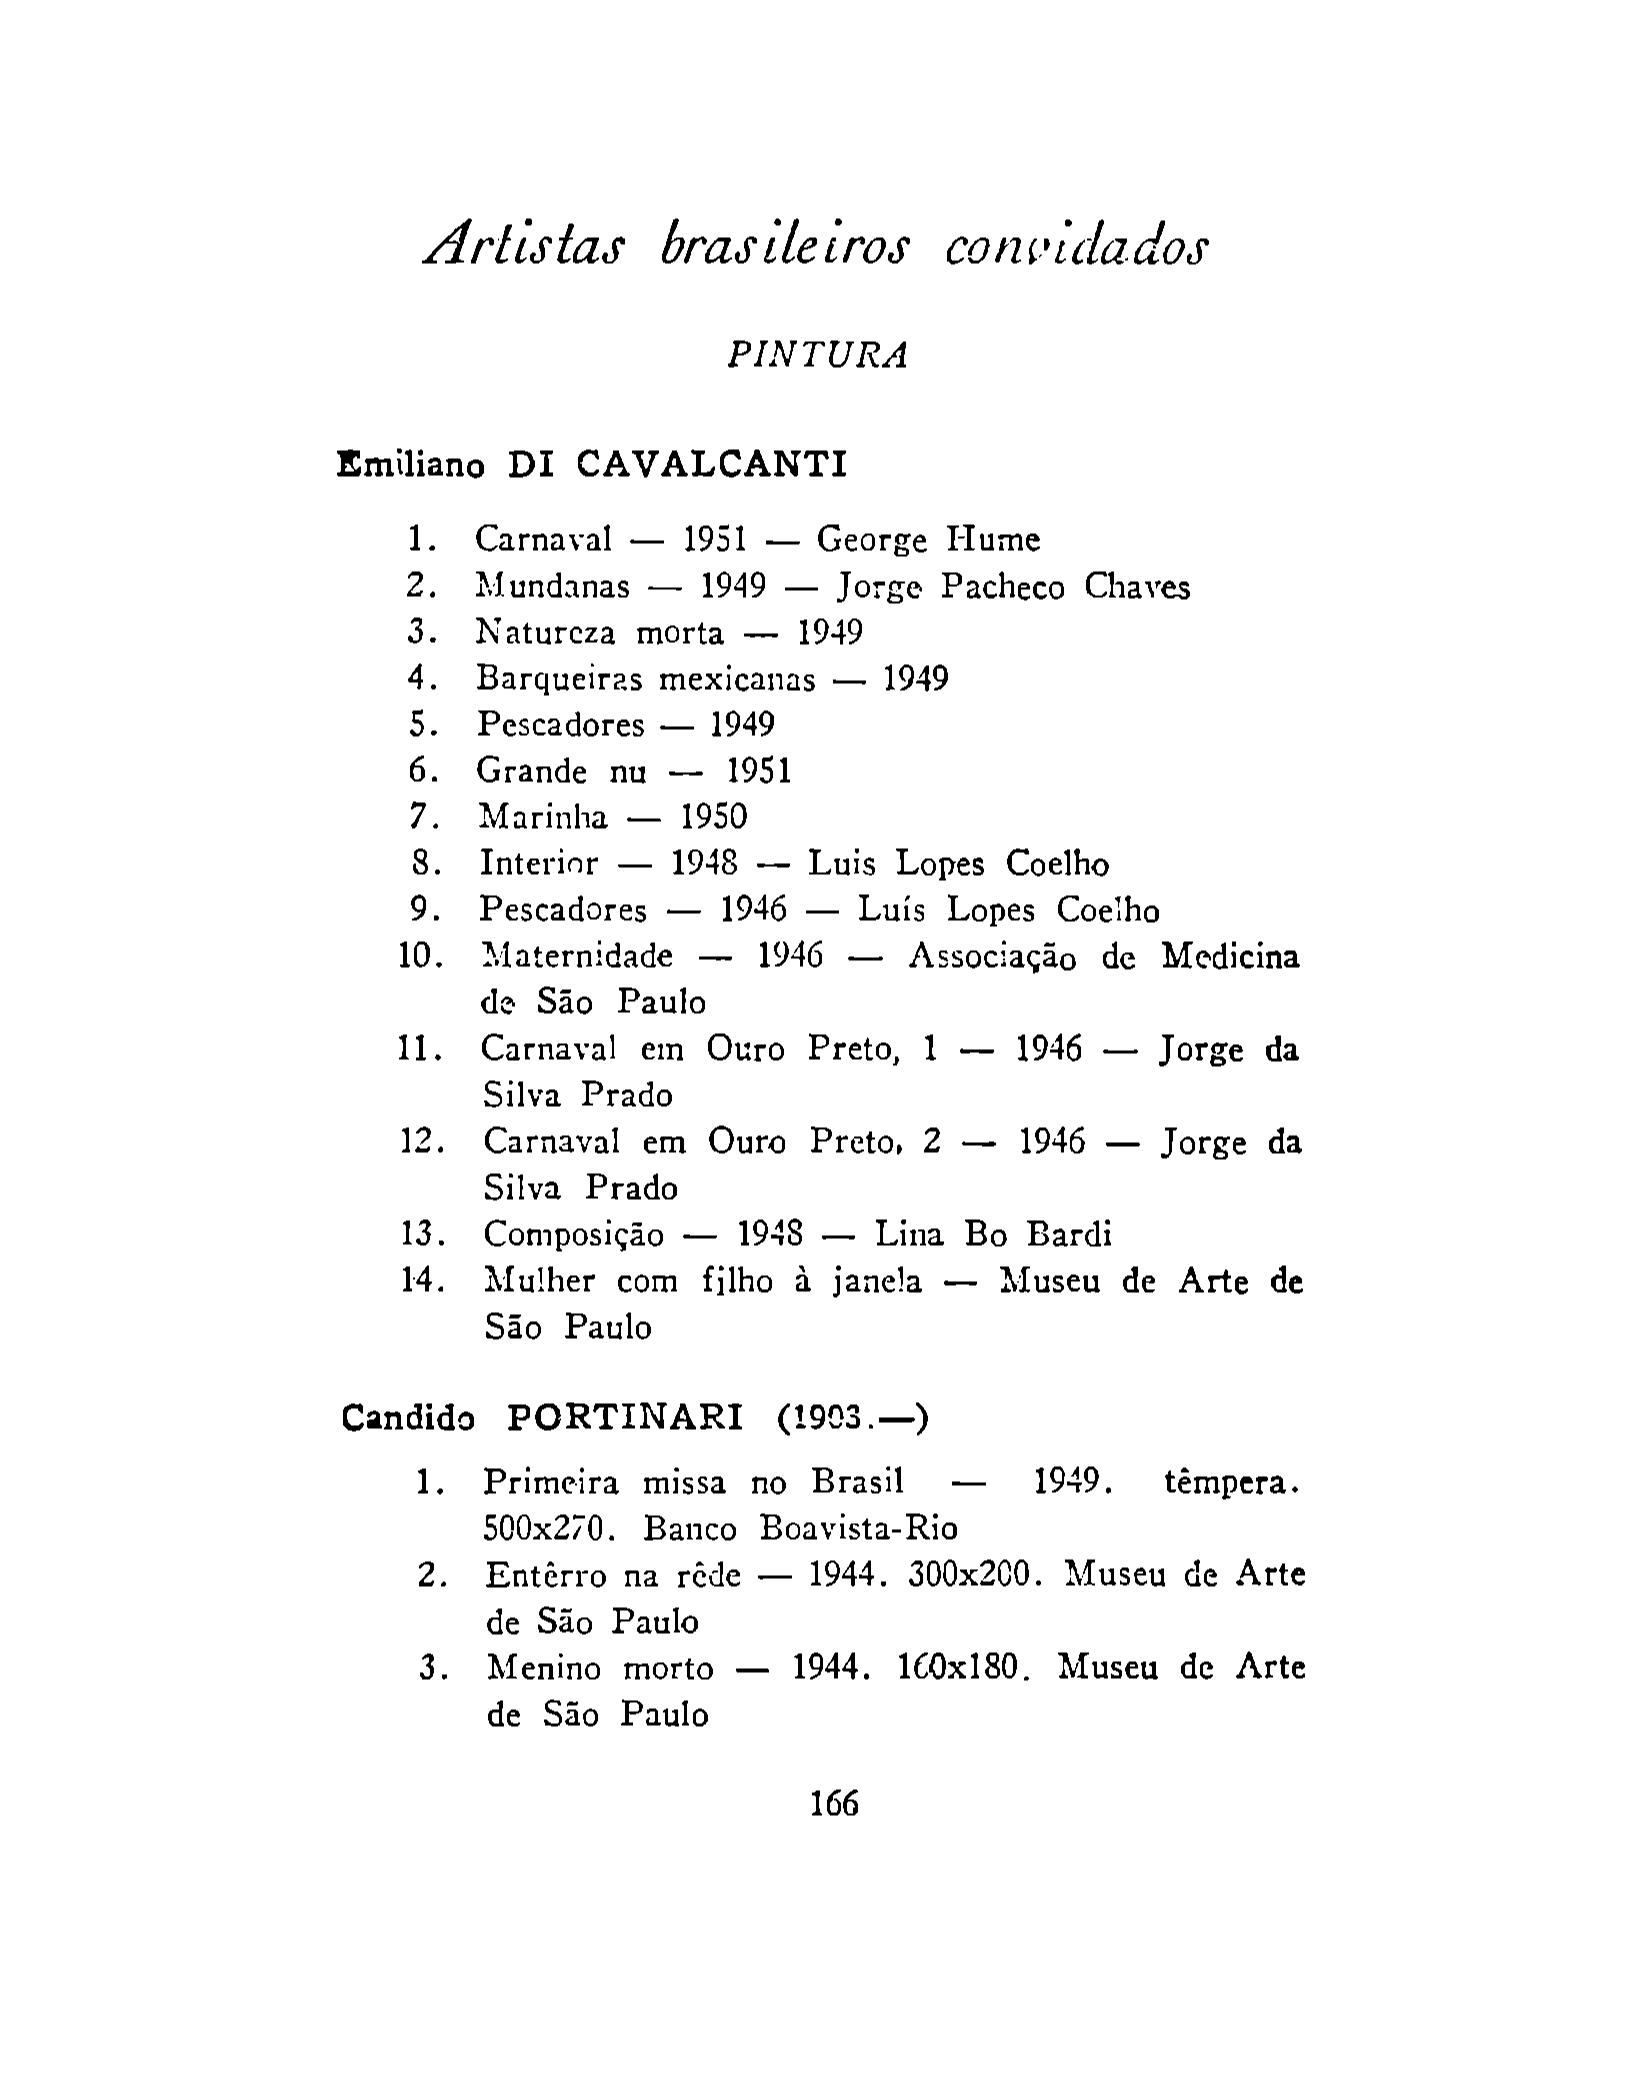 Artistas brasileiros convidados
PINTURA
Emiliano DI CAVALCANTI
1. Carnaval — 1951 — George Hume
2. Mundanas — 1949 — Jorge Pacheco Chaves
3. Natureza morta — 1949
4. Barqueiras mexicanas — 1949
5. Pescadores — 1949
6. Grande nu — 1951
7. Marinha — 1950
8. Interior — 1948 — Luis Lopes Coelho
9. Pescadores — 1946 — Luís Lopes Coelho
10. Maternidade — 1946 — Associação de Medicina
de São Paulo
11. Carnaval em Ouro Preto, 1 — 1946 — Jorge da
Silva Prado
12. Carnaval em Ouro Preto, 2 — 1946 — Jorge da
Silva Prado
13. Composição — 1948 — Lina Bo Bardi
14. Mulher com filho à janela — Museu de Arte de
São Paulo
Candido PORTINARI (1903.—)
1. Primeira missa no Brasil — 1949. têmpera.
500x270. Banco Boavista-Rio
2. Entêrro na rêde — 1944. 300x200. Museu de Arte
de São Paulo
3. Menino morto — 1944. 160x180. Museu de Arte
de São Paulo
166